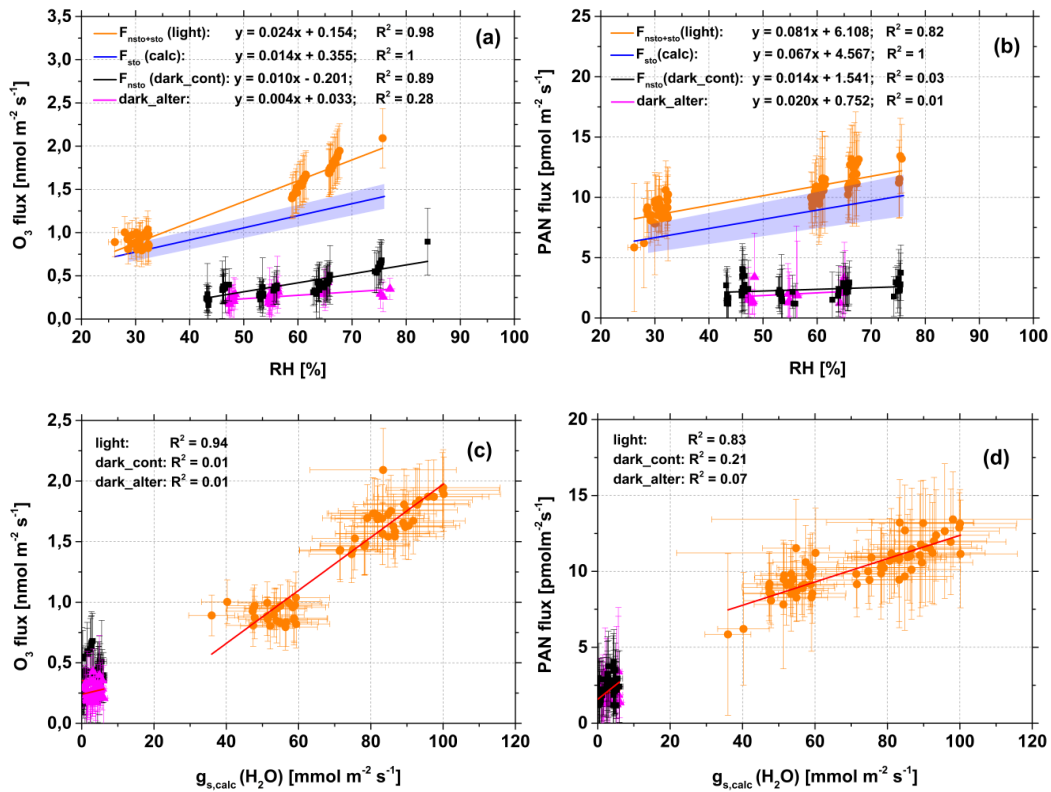 (a)
F_nsto+sto (light): y = 0.024x + 0.154; R² = 0.98
F_sto (calc): y = 0.014x + 0.355; R² = 1
F_nsto (dark_cont): y = 0.010x - 0.201; R² = 0.89
dark_alter: y = 0.004x + 0.033; R² = 0.28
O₃ flux [nmol m⁻² s⁻¹]
3,5
3,0
2,5
2,0
1,5
1,0
0,5
0,0
20 30 40 50 60 70 80 90 100
RH [%]
(b)
F_nsto+sto (light): y = 0.081x + 6.108; R² = 0.82
F_sto(calc): y = 0.067x + 4.567; R² = 1
F_nsto (dark_cont): y = 0.014x + 1.541; R² = 0.03
dark_alter: y = 0.020x + 0.752; R² = 0.01
PAN flux [pmol m⁻² s⁻¹]
25
20
15
10
5
0
20 30 40 50 60 70 80 90 100
RH [%]
(c)
light: R² = 0.94
dark_cont: R² = 0.01
dark_alter: R² = 0.01
O₃ flux [nmol m⁻² s⁻¹]
2,5
2,0
1,5
1,0
0,5
0,0
0 20 40 60 80 100 120
g_s,calc (H₂O) [mmol m⁻² s⁻¹]
(d)
light: R² = 0.83
dark_cont: R² = 0.21
dark_alter: R² = 0.07
PAN flux [pmolm⁻²s⁻¹]
20
15
10
5
0
0 20 40 60 80 100 120
g_s,calc (H₂O) [mmol m⁻² s⁻¹]